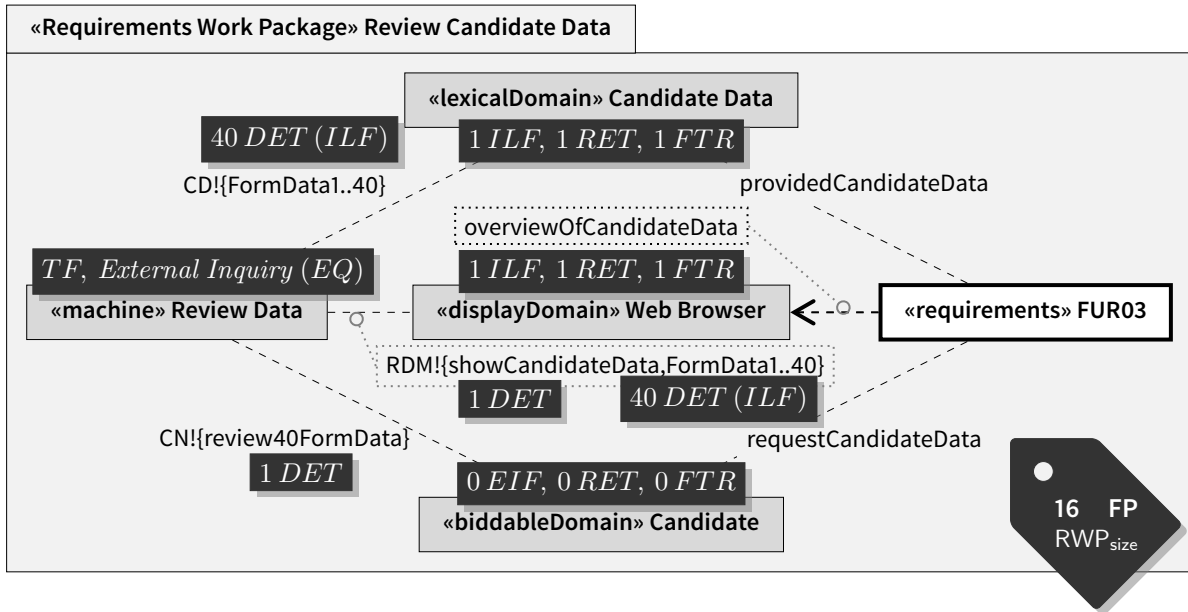 «Requirements Work Package» Review Candidate Data
«lexicalDomain» Candidate Data
40 DET (ILF)
1 ILF, 1 RET, 1 FTR
CD!{FormData1..40}
providedCandidateData
overviewOfCandidateData
TF, External Inquiry (EQ)
1 ILF, 1 RET, 1 FTR
«machine» Review Data
«displayDomain» Web Browser
«requirements» FUR03
RDM!{showCandidateData,FormData1..40}
1 DET
40 DET (ILF)
CN!{review40FormData}
requestCandidateData
1 DET
0 EIF, 0 RET, 0 FTR
«biddableDomain» Candidate
16 FP
RWPsize